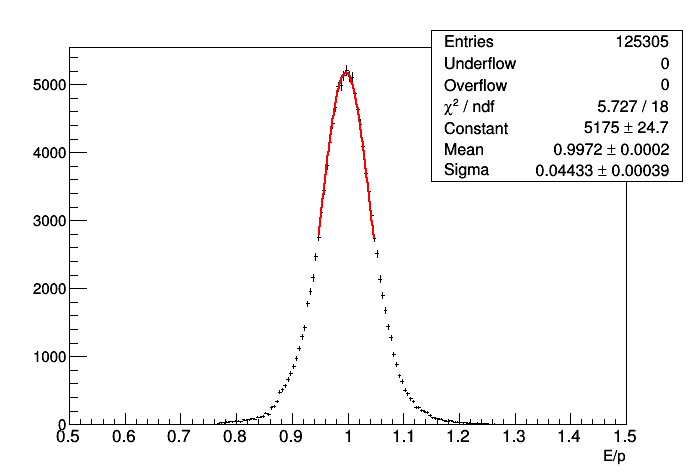 Entries 125305
Underflow 0
Overflow 0
χ² / ndf 5.727 / 18
Constant 5175 ± 24.7
Mean 0.9972 ± 0.0002
Sigma 0.04433 ± 0.00039
5000
4000
3000
2000
1000
0
0.5 0.6 0.7 0.8 0.9 1 1.1 1.2 1.3 1.4 1.5
E/p